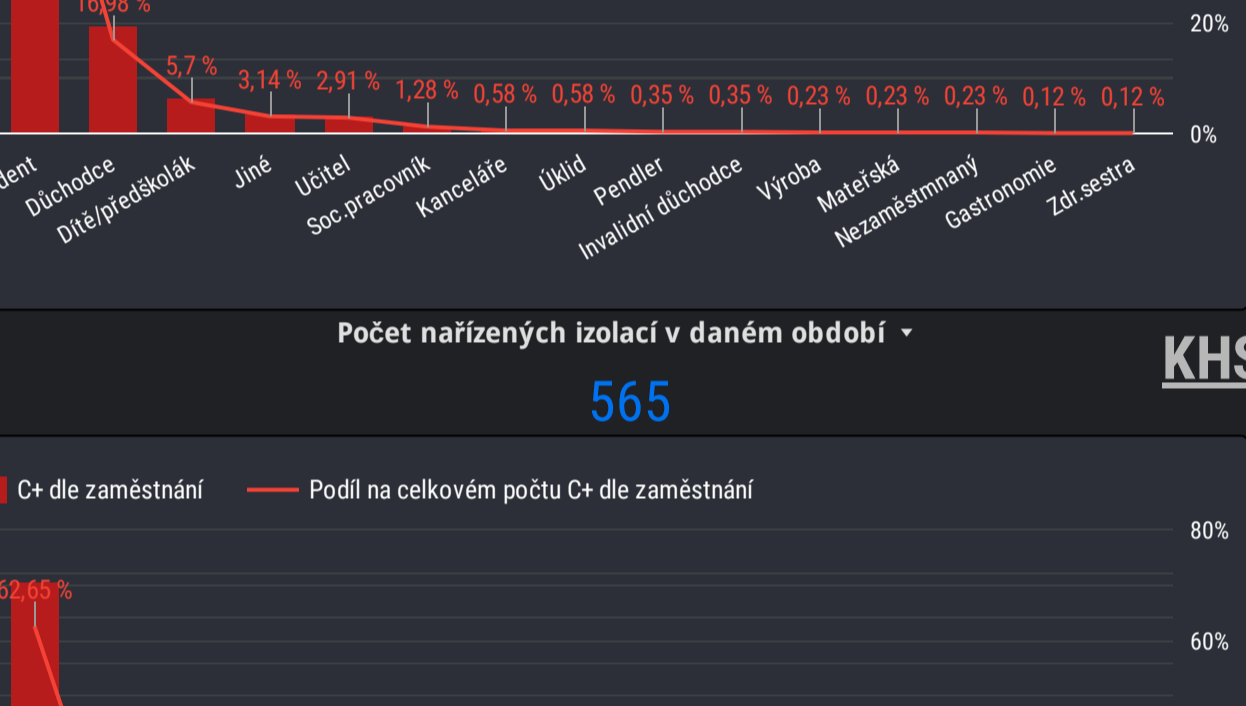 16,98 %
20%
5,7 %
3,14 %
2,91 %
1,28 %
0,58 %
0,58 %
0,35 %
0,35 %
0,23 %
0,23 %
0,23 %
0,12 %
0,12 %
0%
dent
Důchodce
Dítě/předškolák
Jiné
Učitel
Soc.pracovník
Kanceláře
Úklid
Pendler
Invalidní důchodce
Výroba
Mateřská
Nezaměstmnaný
Gastronomie
Zdr.sestra
Počet nařízených izolací v daném období
KHS
565
C+ dle zaměstnání
Podíl na celkovém počtu C+ dle zaměstnání
80%
62,65 %
60%